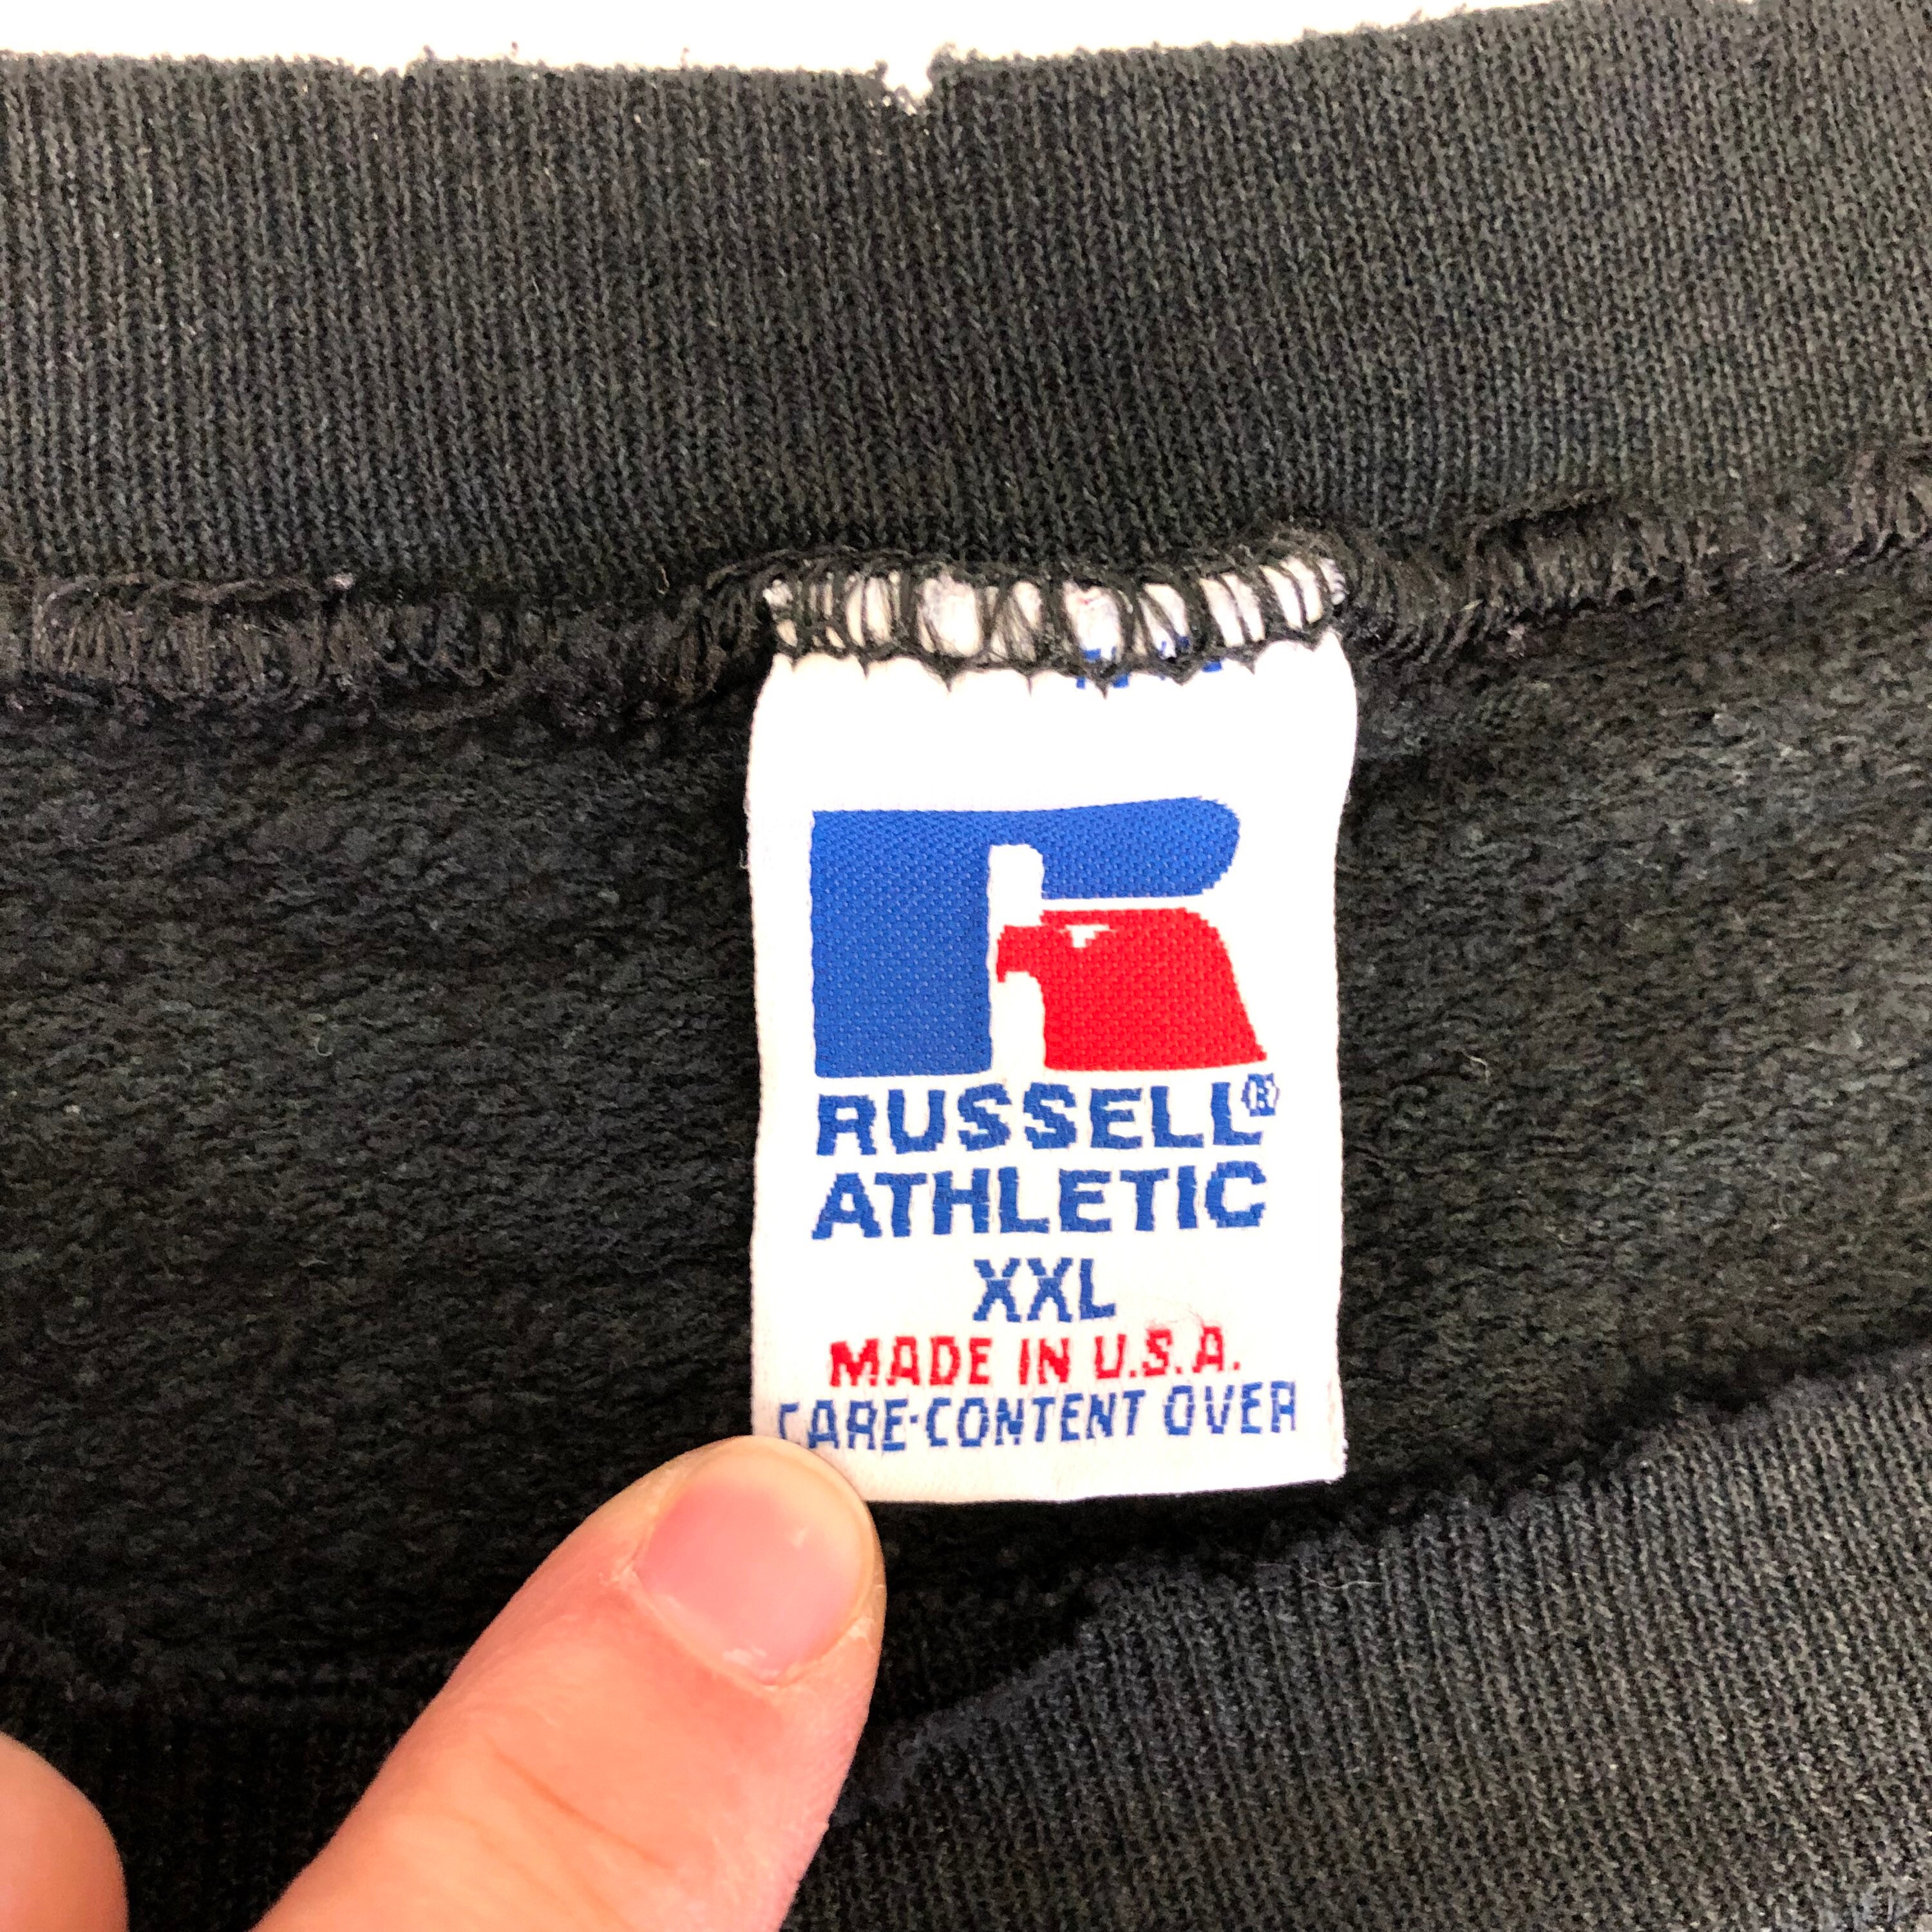 RUSSELL®
ATHLETIC
XXL
MADE IN U.S.A.
CARE·CONTENT OVER